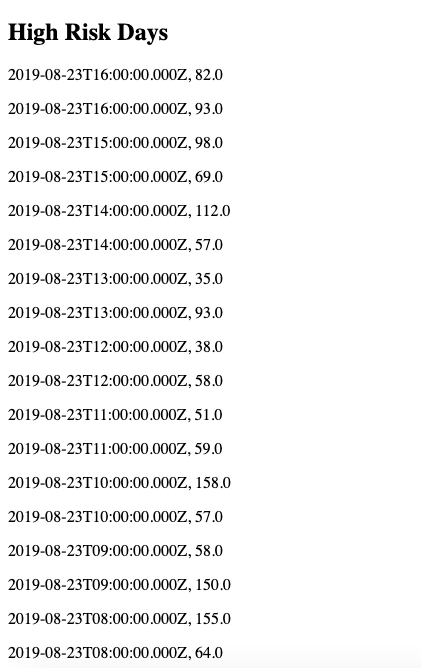 High Risk Days
2019-08-23T16:00:00.000Z, 82.0
2019-08-23T16:00:00.000Z, 93.0
2019-08-23T15:00:00.000Z, 98.0
2019-08-23T15:00:00.000Z, 69.0
2019-08-23T14:00:00.000Z, 112.0
2019-08-23T14:00:00.000Z, 57.0
2019-08-23T13:00:00.000Z, 35.0
2019-08-23T13:00:00.000Z, 93.0
2019-08-23T12:00:00.000Z, 38.0
2019-08-23T12:00:00.000Z, 58.0
2019-08-23T11:00:00.000Z, 51.0
2019-08-23T11:00:00.000Z, 59.0
2019-08-23T10:00:00.000Z, 158.0
2019-08-23T10:00:00.000Z, 57.0
2019-08-23T09:00:00.000Z, 58.0
2019-08-23T09:00:00.000Z, 150.0
2019-08-23T08:00:00.000Z, 155.0
2019-08-23T08:00:00.000Z, 64.0